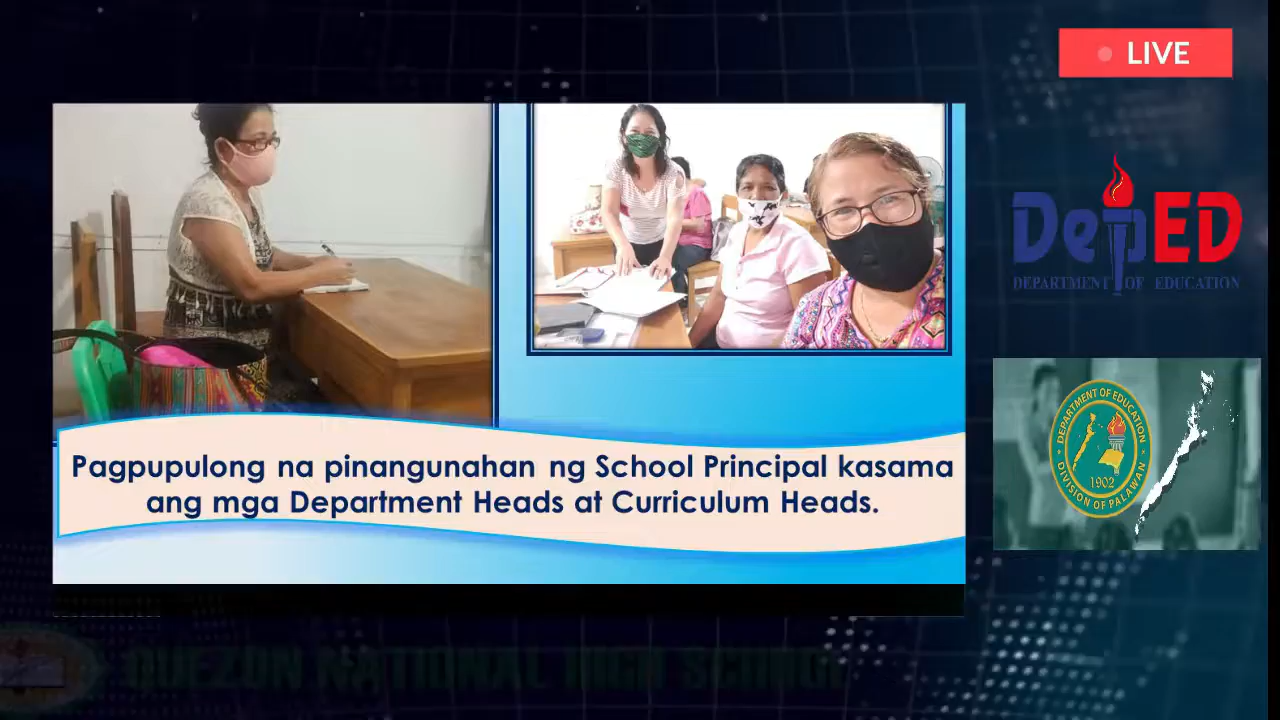 LIVE
DepED
DEPARTMENT OF EDUCATION
Pagpupulong na pinangunahan ng School Principal kasama
ang mga Department Heads at Curriculum Heads.
DEPARTMENT OF EDUCATION
1902
DIVISION OF PALAWAN
QUEZON NATIONAL HIGH SCHOOL